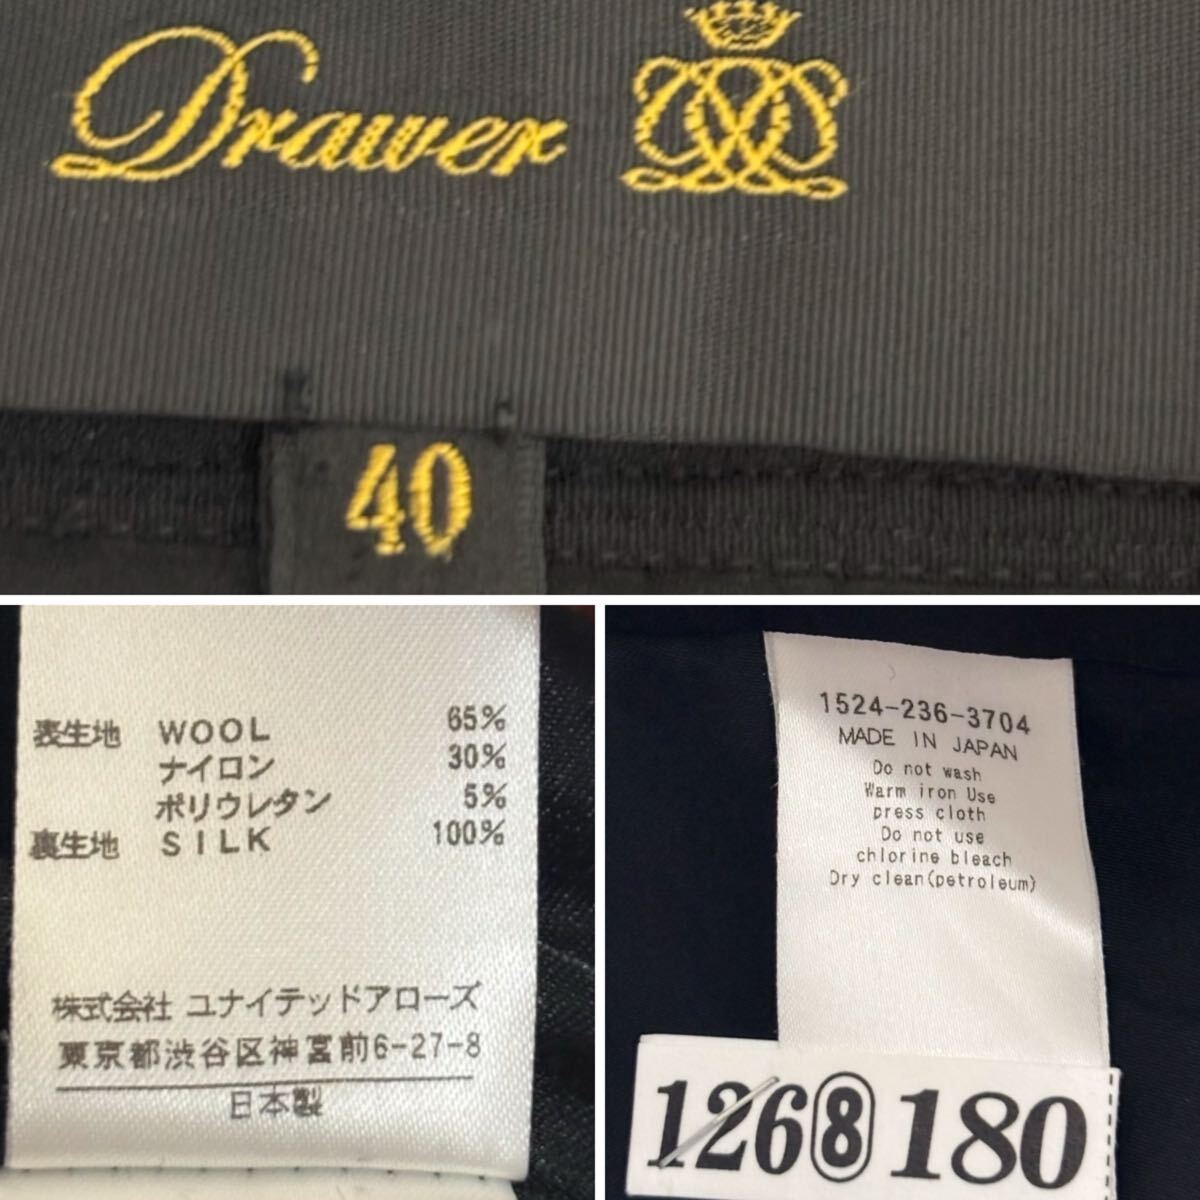 Drawer
40
表生地 WOOL 65%
ナイロン 30%
ポリウレタン 5%
裏生地 SILK 100%
株式会社 ユナイテッドアローズ
東京都渋谷区神宮前6-27-8
日本製
1524-236-3704
MADE IN JAPAN
Do not wash
Warm iron Use
press cloth
Do not use
chlorine bleach
Dry clean(petroleum)
1268180